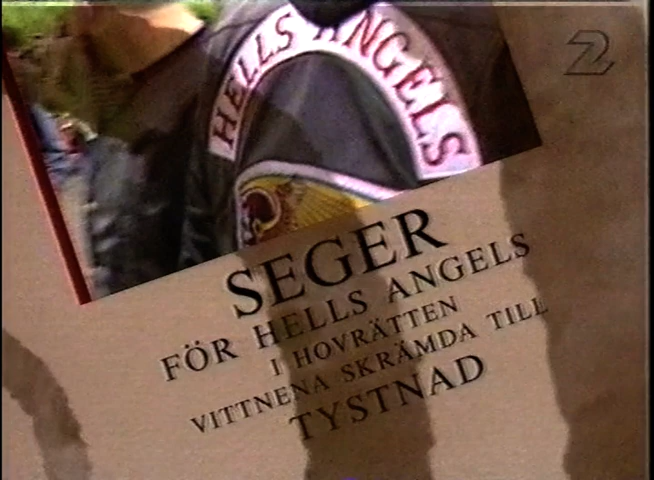 HELLS ANGELS
2
SEGER
FÖR HELLS ANGELS
I HOVRÄTTEN
VITTNENA SKRÄMDA TILL
TYSTNAD